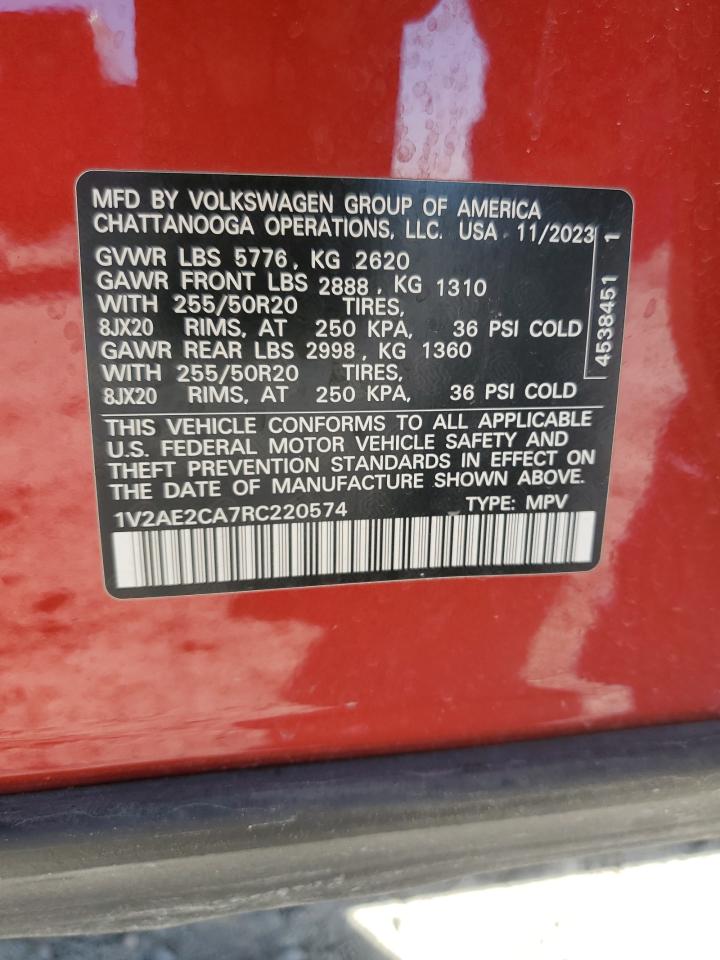 MFD BY VOLKSWAGEN GROUP OF AMERICA
CHATTANOOGA OPERATIONS, LLC. USA 11/2023
GVWR LBS 5776, KG 2620
GAWR FRONT LBS 2888, KG 1310
WITH 255/50R20 TIRES,
8JX20 RIMS, AT 250 KPA, 36 PSI COLD
GAWR REAR LBS 2998, KG 1360
WITH 255/50R20 TIRES,
8JX20 RIMS, AT 250 KPA, 36 PSI COLD
4538451 1
THIS VEHICLE CONFORMS TO ALL APPLICABLE
U.S. FEDERAL MOTOR VEHICLE SAFETY AND
THEFT PREVENTION STANDARDS IN EFFECT ON
THE DATE OF MANUFACTURE SHOWN ABOVE.
1V2AE2CA7RC220574 TYPE: MPV